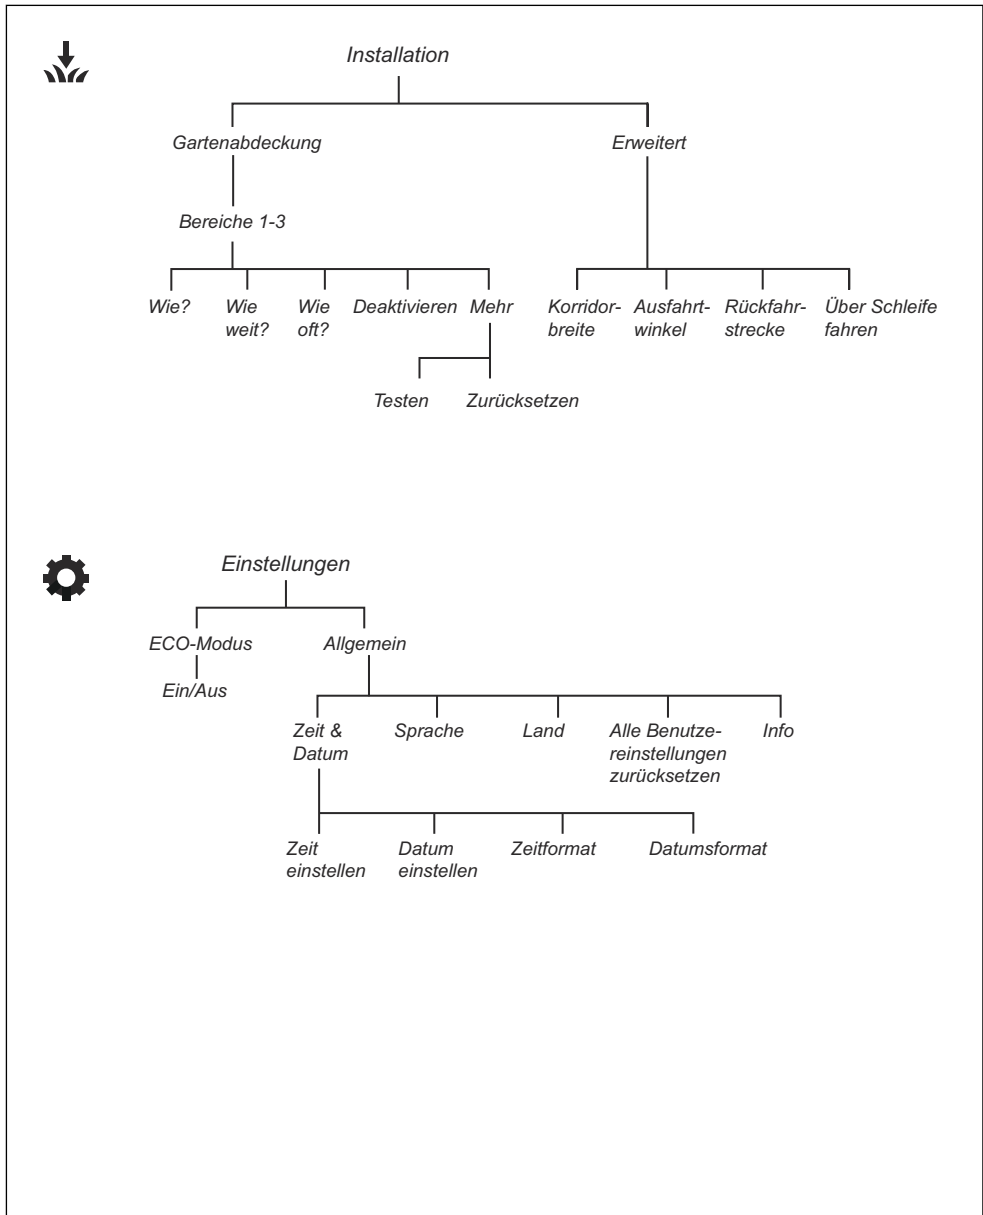 Installation
Gartenabdeckung
Erweitert
Bereiche 1-3
Wie?
Wie
weit?
Wie
oft?
Deaktivieren
Mehr
Korridor-
breite
Ausfahrt-
winkel
Rückfahr-
strecke
Über Schleife
fahren
Testen
Zurücksetzen
Einstellungen
ECO-Modus
Allgemein
Ein/Aus
Zeit &
Datum
Sprache
Land
Alle Benutze-
reinstellungen
zurücksetzen
Info
Zeit
einstellen
Datum
einstellen
Zeitformat
Datumsformat